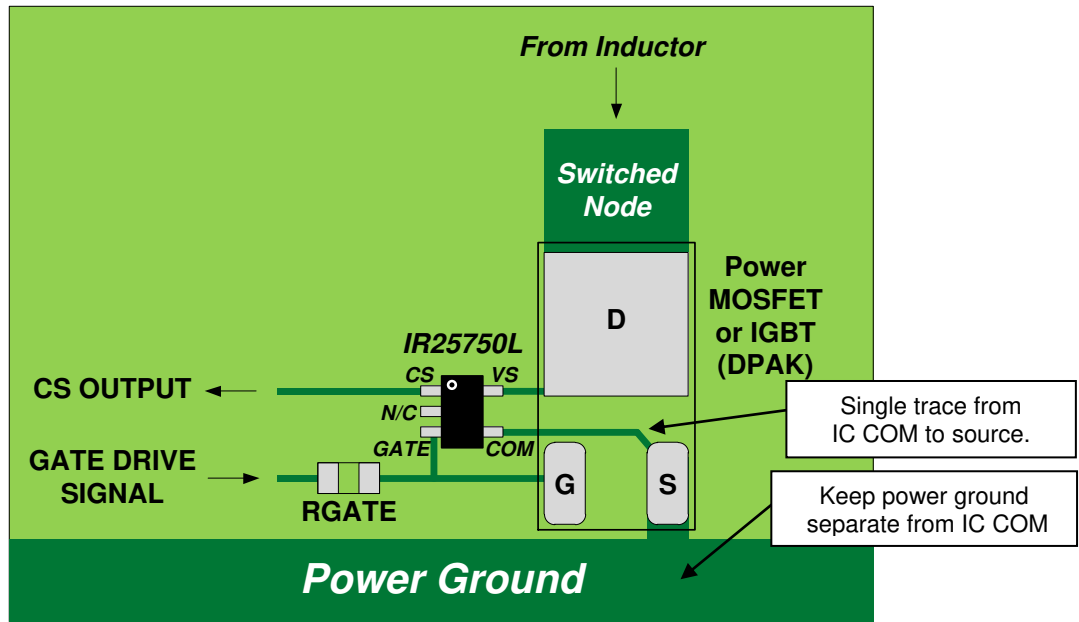 From Inductor
Switched
Node
Power
MOSFET
or IGBT
(DPAK)
D
IR25750L
CS
VS
CS OUTPUT
N/C
GATE
COM
Single trace from
IC COM to source.
GATE DRIVE
SIGNAL
RGATE
G
S
Keep power ground
separate from IC COM
Power Ground